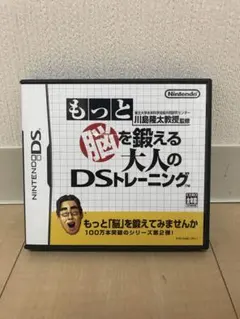 Nintendo
東北大学未来科学技術共同研究センター
川島隆太教授監修
もっと
脳を鍛える
大人の
DSトレーニング
TM
NINTENDO DS
もっと「脳」を鍛えてみませんか
100万本突破のシリーズ第2弾!